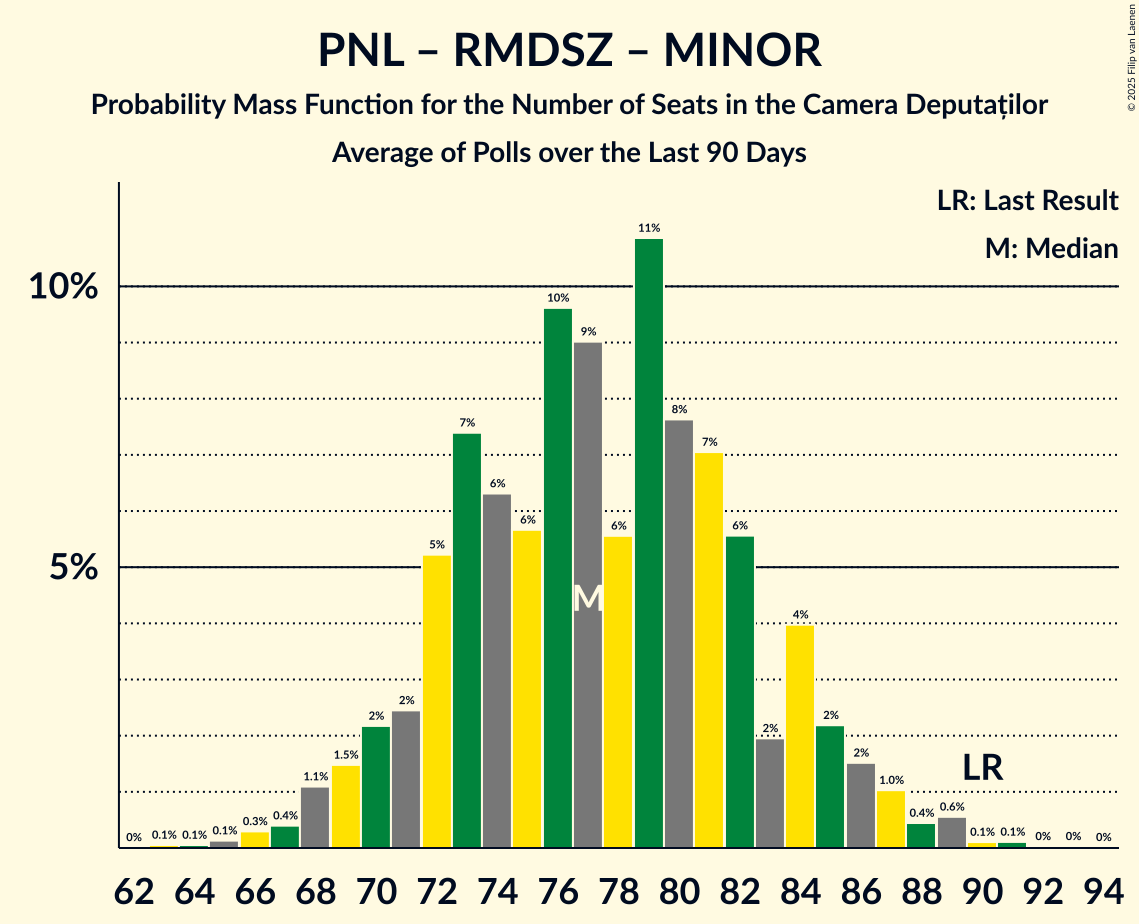 PNL – RMDSZ – MINOR
Probability Mass Function for the Number of Seats in the Camera Deputaților
Average of Polls over the Last 90 Days
© 2025 Filip van Laenen
LR: Last Result
M: Median
10%
5%
0% 0.1% 0.1% 0.1% 0.3% 0.4% 1.1% 1.5% 2% 2% 5% 7% 6% 6% 10% 9% 6% 11% 8% 7% 6% 2% 4% 2% 2% 1.0% 0.4% 0.6% 0.1% 0.1% 0% 0% 0%
M
LR
62 64 66 68 70 72 74 76 78 80 82 84 86 88 90 92 94